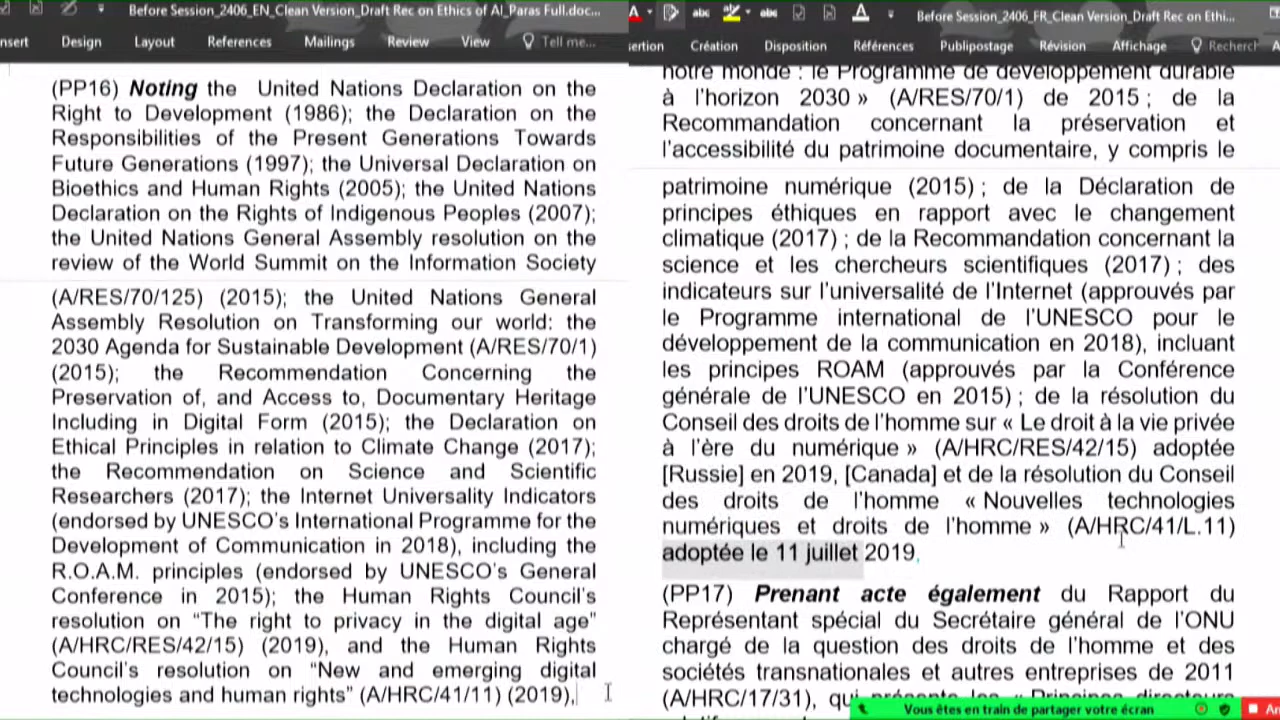 Before Session_2406_EN_Clean Version_Draft Rec on Ethics of AI_Paras Full.doc...
nsert Design Layout References Mailings Review View Tell me...
(PP16) Noting the United Nations Declaration on the
Right to Development (1986); the Declaration on the
Responsibilities of the Present Generations Towards
Future Generations (1997); the Universal Declaration on
Bioethics and Human Rights (2005); the United Nations
Declaration on the Rights of Indigenous Peoples (2007);
the United Nations General Assembly resolution on the
review of the World Summit on the Information Society
(A/RES/70/125) (2015); the United Nations General
Assembly Resolution on Transforming our world: the
2030 Agenda for Sustainable Development (A/RES/70/1)
(2015); the Recommendation Concerning the
Preservation of, and Access to, Documentary Heritage
Including in Digital Form (2015); the Declaration on
Ethical Principles in relation to Climate Change (2017);
the Recommendation on Science and Scientific
Researchers (2017); the Internet Universality Indicators
(endorsed by UNESCO's International Programme for the
Development of Communication in 2018), including the
R.O.A.M. principles (endorsed by UNESCO's General
Conference in 2015); the Human Rights Council's
resolution on “The right to privacy in the digital age”
(A/HRC/RES/42/15) (2019), and the Human Rights
Council's resolution on “New and emerging digital
technologies and human rights” (A/HRC/41/11) (2019),
Before Session_2406_FR_Clean Version_Draft Rec on Ethi...
sertion Création Disposition Références Publipostage Révision Affichage Recherch
notre monde : le Programme de développement durable
à l'horizon 2030 » (A/RES/70/1) de 2015 ; de la
Recommandation concernant la préservation et
l'accessibilité du patrimoine documentaire, y compris le
patrimoine numérique (2015) ; de la Déclaration de
principes éthiques en rapport avec le changement
climatique (2017) ; de la Recommandation concernant la
science et les chercheurs scientifiques (2017) ; des
indicateurs sur l'universalité de l'Internet (approuvés par
le Programme international de l'UNESCO pour le
développement de la communication en 2018), incluant
les principes ROAM (approuvés par la Conférence
générale de l'UNESCO en 2015) ; de la résolution du
Conseil des droits de l'homme sur « Le droit à la vie privée
à l'ère du numérique » (A/HRC/RES/42/15) adoptée
[Russie] en 2019, [Canada] et de la résolution du Conseil
des droits de l'homme « Nouvelles technologies
numériques et droits de l'homme » (A/HRC/41/L.11)
adoptée le 11 juillet 2019,
(PP17) Prenant acte également du Rapport du
Représentant spécial du Secrétaire général de l'ONU
chargé de la question des droits de l'homme et des
sociétés transnationales et autres entreprises de 2011
(A/HRC/17/31), qui présente les « Principes directeurs
Vous êtes en train de partager votre écran